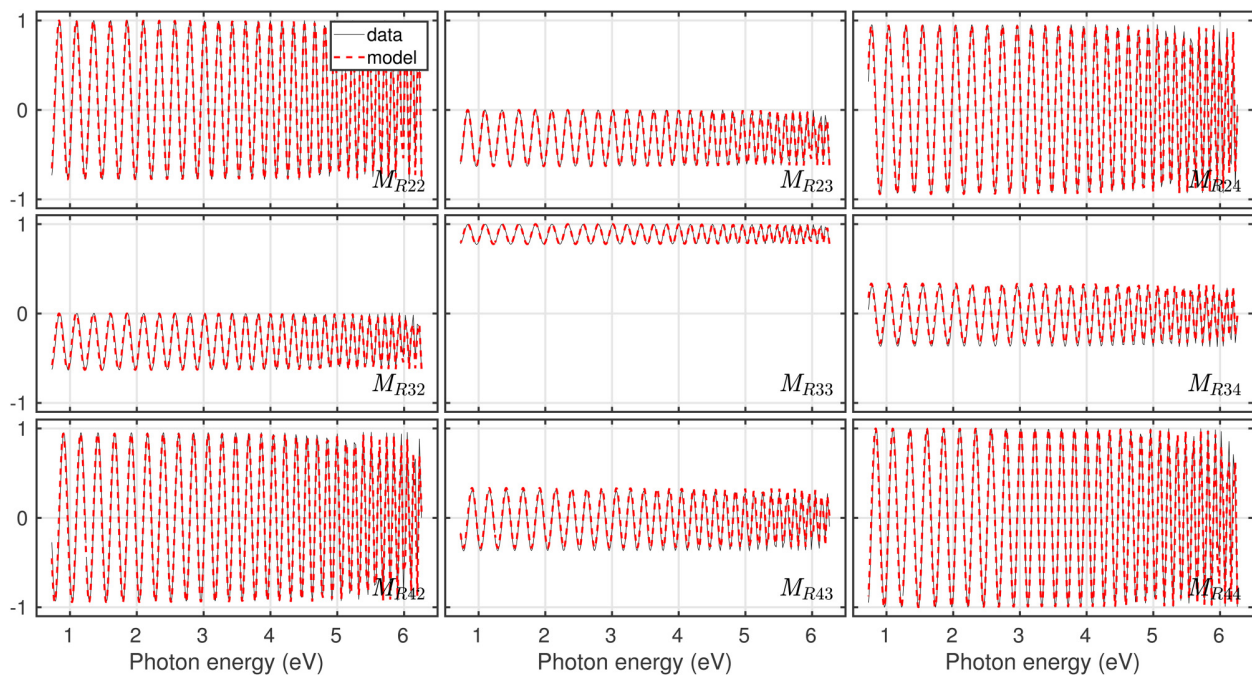 1
0
-1
data
model
M_{R22}
M_{R23}
M_{R24}
1
0
-1
M_{R32}
M_{R33}
M_{R34}
1
0
-1
M_{R42}
M_{R43}
M_{R44}
1 2 3 4 5 6 1 2 3 4 5 6 1 2 3 4 5 6
Photon energy (eV) Photon energy (eV) Photon energy (eV)